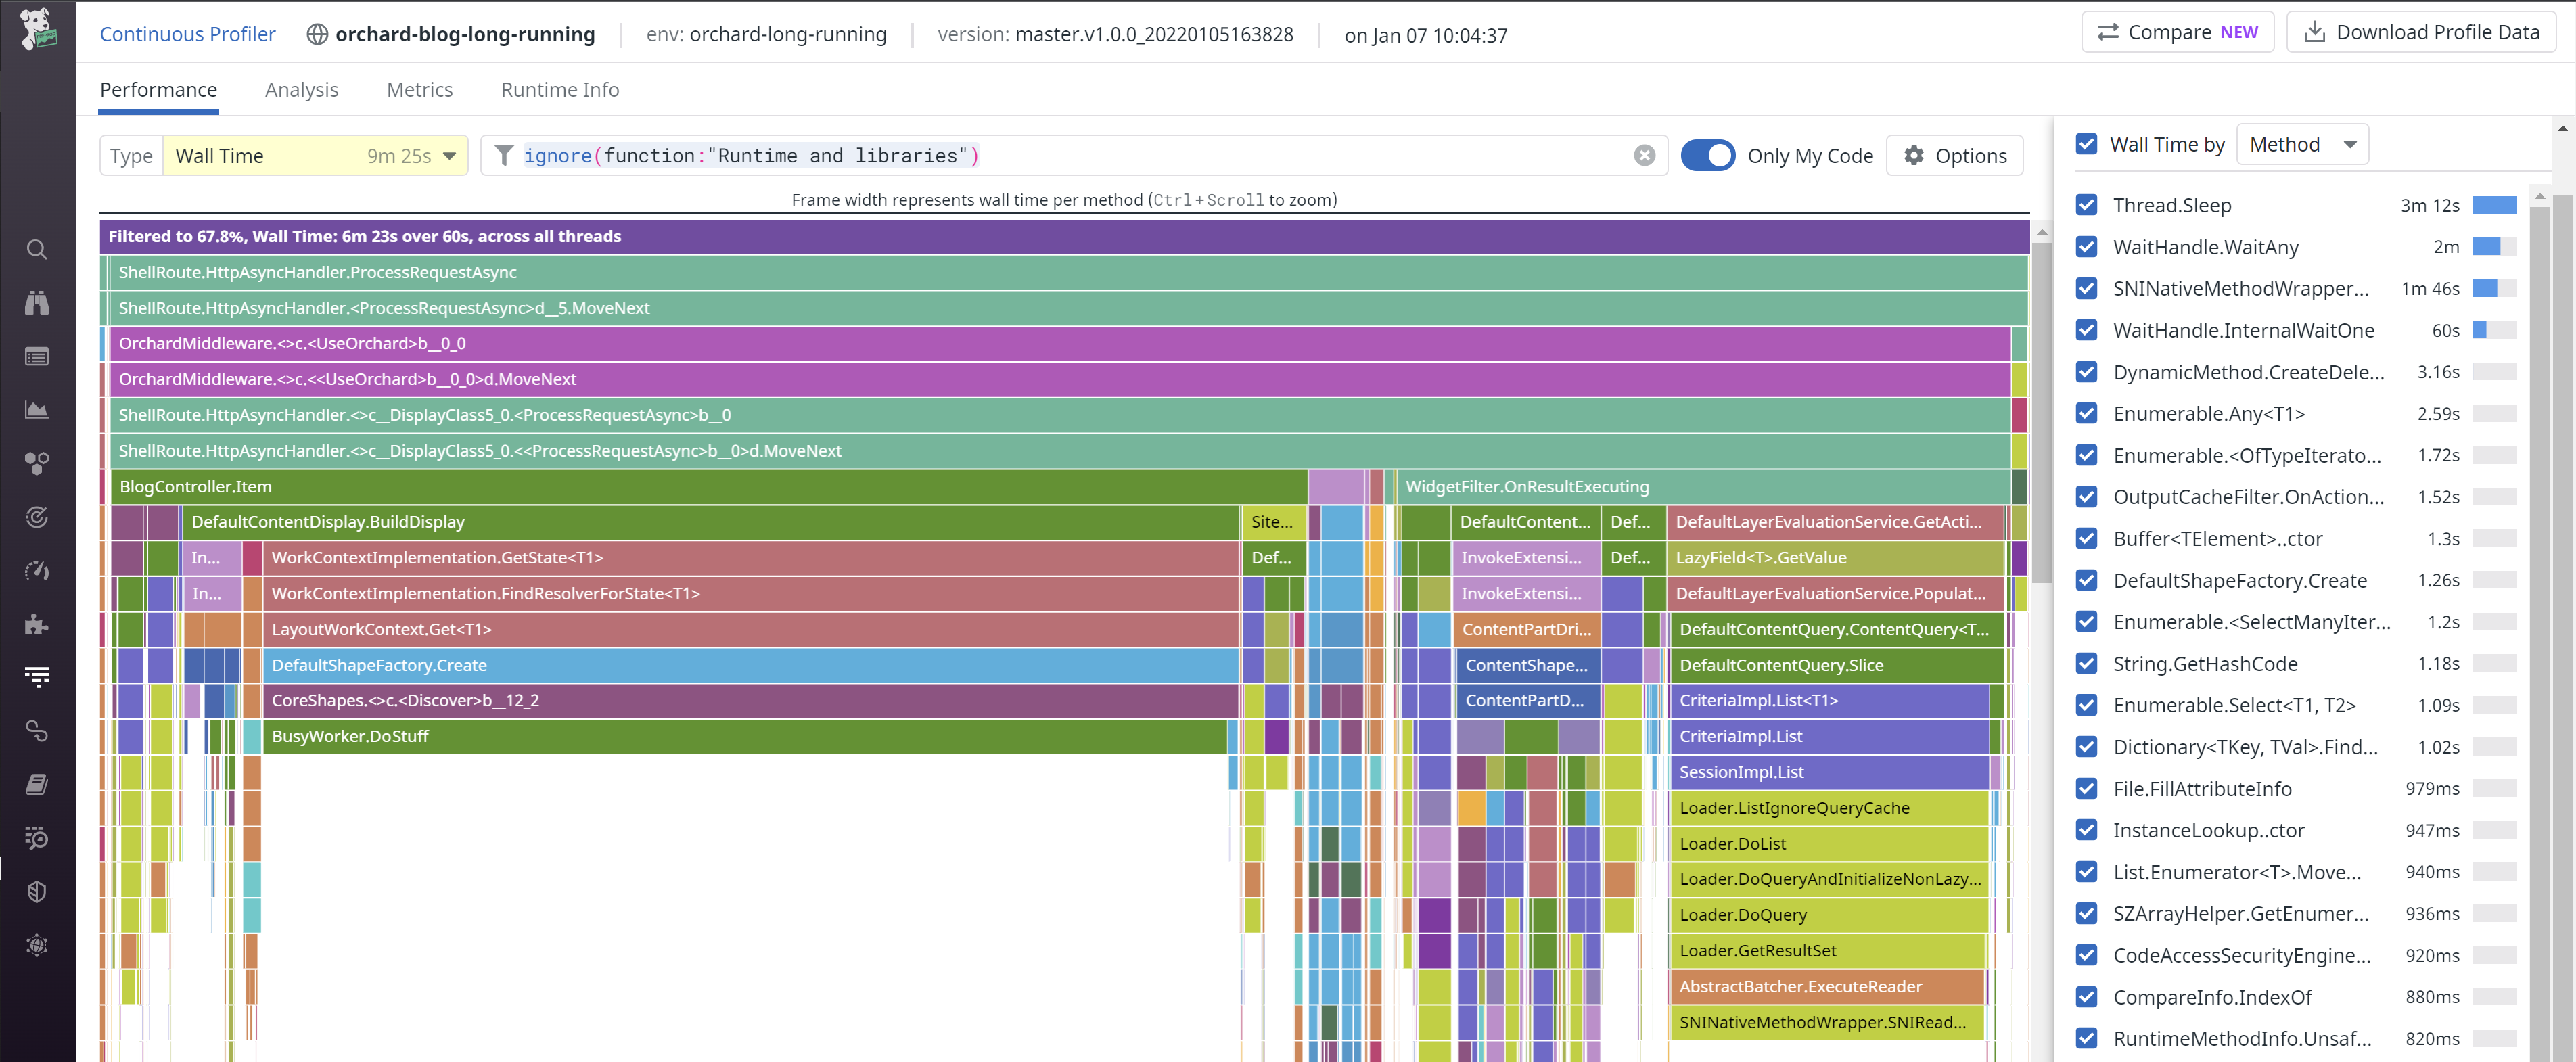 Continuous Profiler orchard-blog-long-running env: orchard-long-running version: master.v1.0.0_20220105163828 on Jan 07 10:04:37 Compare NEW Download Profile Data
Performance Analysis Metrics Runtime Info
Type Wall Time 9m 25s ignore(function:"Runtime and libraries") Only My Code Options
Frame width represents wall time per method (Ctrl+Scroll to zoom)
Filtered to 67.8%, Wall Time: 6m 23s over 60s, across all threads
ShellRoute.HttpAsyncHandler.ProcessRequestAsync
ShellRoute.HttpAsyncHandler.<ProcessRequestAsync>d__5.MoveNext
OrchardMiddleware.<>c.<UseOrchard>b__0_0
OrchardMiddleware.<>c.<<UseOrchard>b__0_0>d.MoveNext
ShellRoute.HttpAsyncHandler.<>c__DisplayClass5_0.<ProcessRequestAsync>b__0
ShellRoute.HttpAsyncHandler.<>c__DisplayClass5_0.<<ProcessRequestAsync>b__0>d.MoveNext
BlogController.Item WidgetFilter.OnResultExecuting
DefaultContentDisplay.BuildDisplay Site... DefaultContent... Def... DefaultLayerEvaluationService.GetActi...
In... WorkContextImplementation.GetState<T1> Def... InvokeExtensi... Def... LazyField<T>.GetValue
In... WorkContextImplementation.FindResolverForState<T1> InvokeExtensi... DefaultLayerEvaluationService.Populat...
LayoutWorkContext.Get<T1> ContentPartDri... DefaultContentQuery.ContentQuery<T...
DefaultShapeFactory.Create ContentShape... DefaultContentQuery.Slice
CoreShapes.<>c.<Discover>b__12_2 ContentPartD... CriteriaImpl.List<T1>
BusyWorker.DoStuff CriteriaImpl.List
SessionImpl.List
Loader.ListIgnoreQueryCache
Loader.DoList
Loader.DoQueryAndInitializeNonLazy...
Loader.DoQuery
Loader.GetResultSet
AbstractBatcher.ExecuteReader
SNINativeMethodWrapper.SNIRead...
Wall Time by Method
Thread.Sleep 3m 12s
WaitHandle.WaitAny 2m
SNINativeMethodWrapper... 1m 46s
WaitHandle.InternalWaitOne 60s
DynamicMethod.CreateDele... 3.16s
Enumerable.Any<T1> 2.59s
Enumerable.<OfTypeIterato... 1.72s
OutputCacheFilter.OnAction... 1.52s
Buffer<TElement>..ctor 1.3s
DefaultShapeFactory.Create 1.26s
Enumerable.<SelectManyIter... 1.2s
String.GetHashCode 1.18s
Enumerable.Select<T1, T2> 1.09s
Dictionary<TKey, TVal>.Find... 1.02s
File.FillAttributeInfo 979ms
InstanceLookup..ctor 947ms
List.Enumerator<T>.Move... 940ms
SZArrayHelper.GetEnumer... 936ms
CodeAccessSecurityEngine... 920ms
CompareInfo.IndexOf 880ms
RuntimeMethodInfo.Unsaf... 820ms